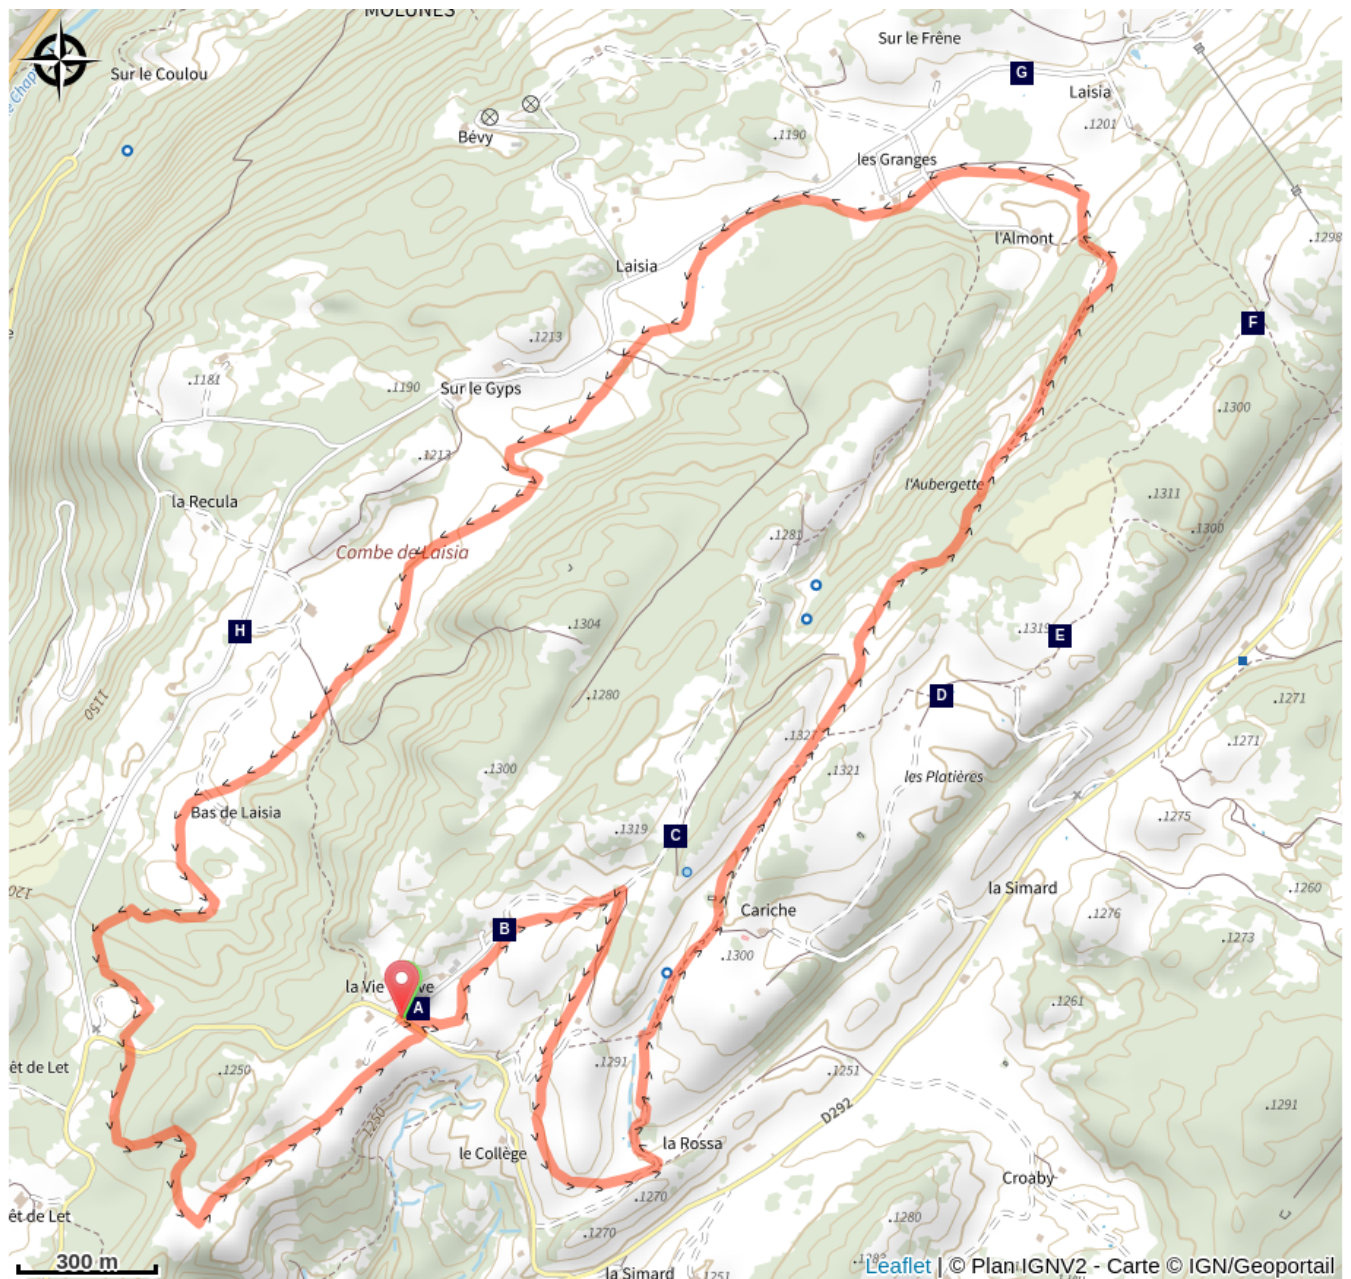 MOLUNES
Sur le Frêne
G
Sur le Coulou
Laisia
.1201
Bévy
.1190
les Granges
l'Almont
.1298
Laisia
F
.1213
.1181
.1190
Sur le Gyps
.1300
.1213
l'Aubergette
.1311
la Recula
.1300
.1281
Combe de Laisia
H
.1304
.1319
E
D
.1280
.1271
1150
.1327
.1271
.1300
.1321
les Platières
Bas de Laisia
.1275
.1319
C
la Simard
.1260
Cariche
.1276
B
.1273
.1300
la Vie
ve
A
.1261
êt de Let
.1250
.1291
.1251
D292
.1291
1250
la Rossa
le Collège
Croaby
.1270
êt de Let
.1280
.1270
300 m
la Simard
.1251
Leaflet | © Plan IGNV2 - Carte © IGN/Geoportail